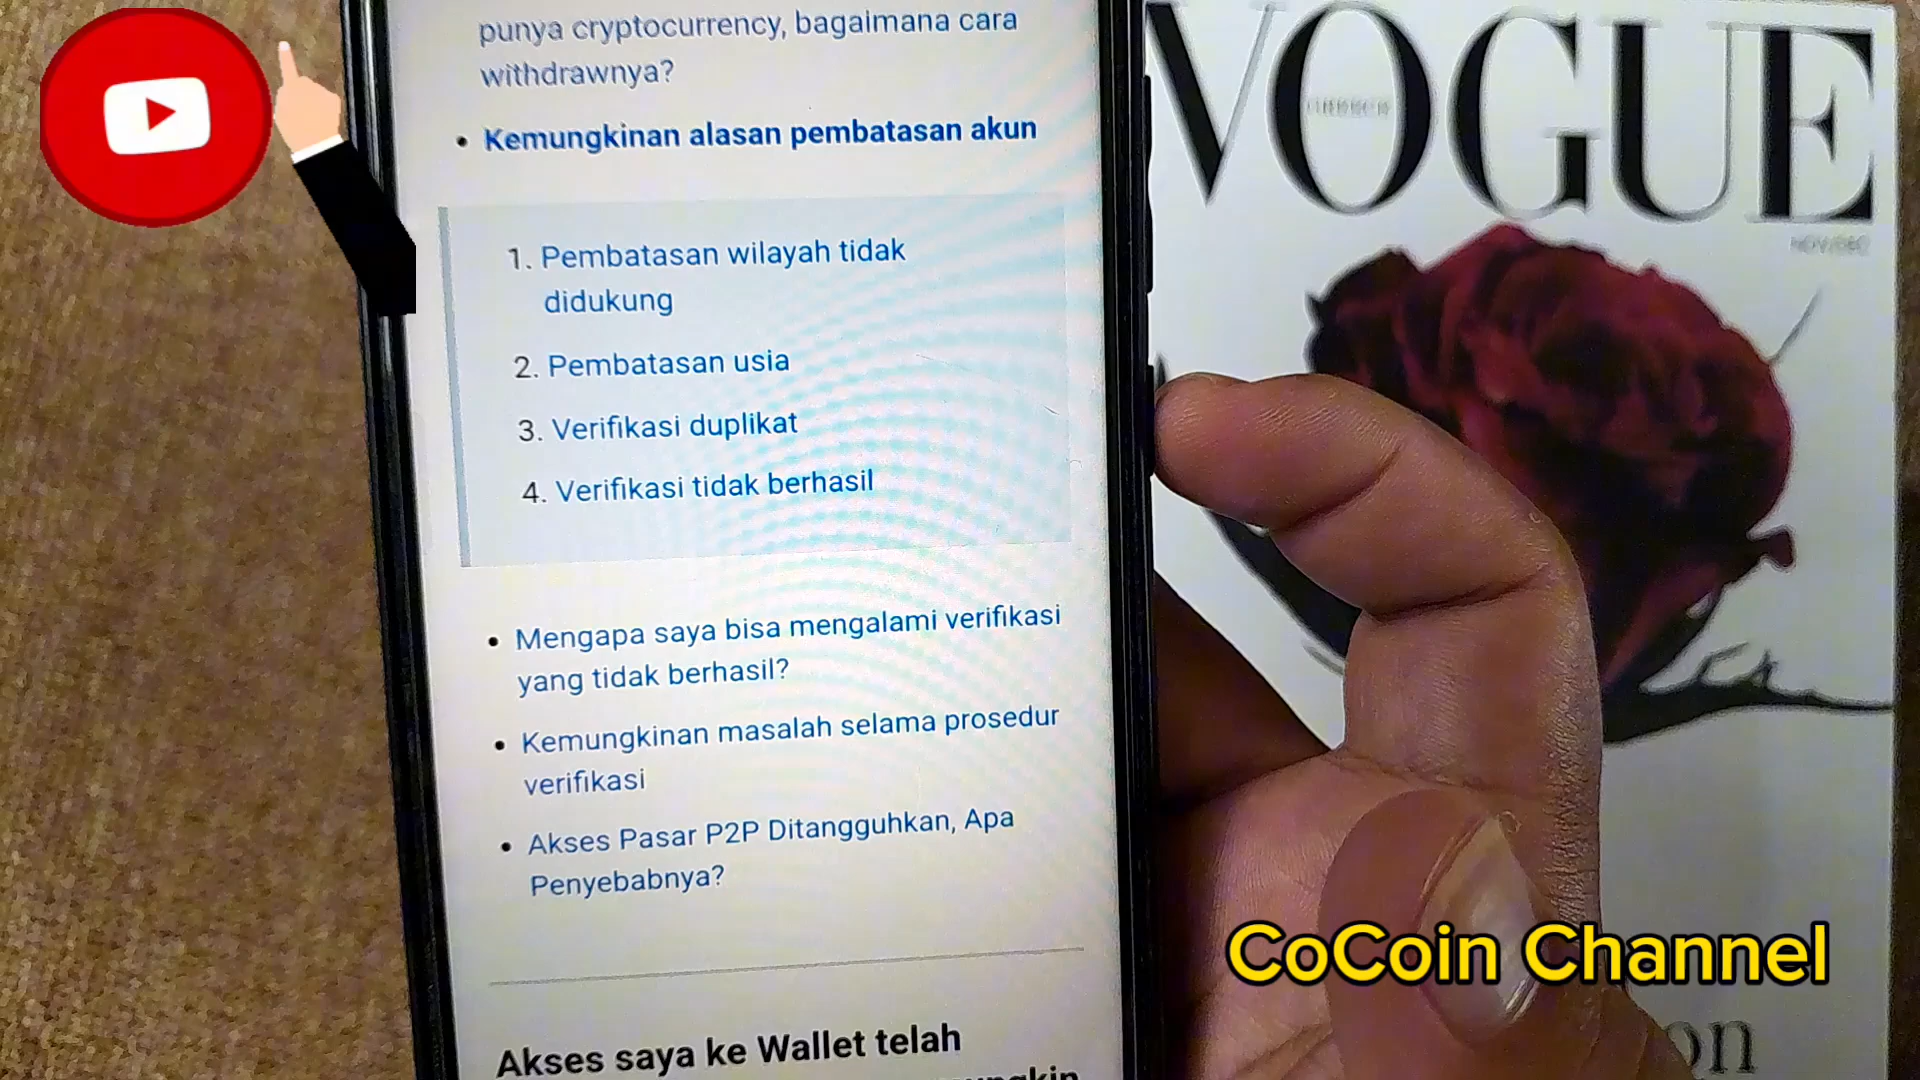 punya cryptocurrency, bagaimana cara
withdrawnya?
• Kemungkinan alasan pembatasan akun
1. Pembatasan wilayah tidak
didukung
2. Pembatasan usia
3. Verifikasi duplikat
4. Verifikasi tidak berhasil
• Mengapa saya bisa mengalami verifikasi
yang tidak berhasil?
• Kemungkinan masalah selama prosedur
verifikasi
• Akses Pasar P2P Ditangguhkan, Apa
Penyebabnya?
Akses saya ke Wallet telah
VOGUE
NOV/DEC
CoCoin Channel